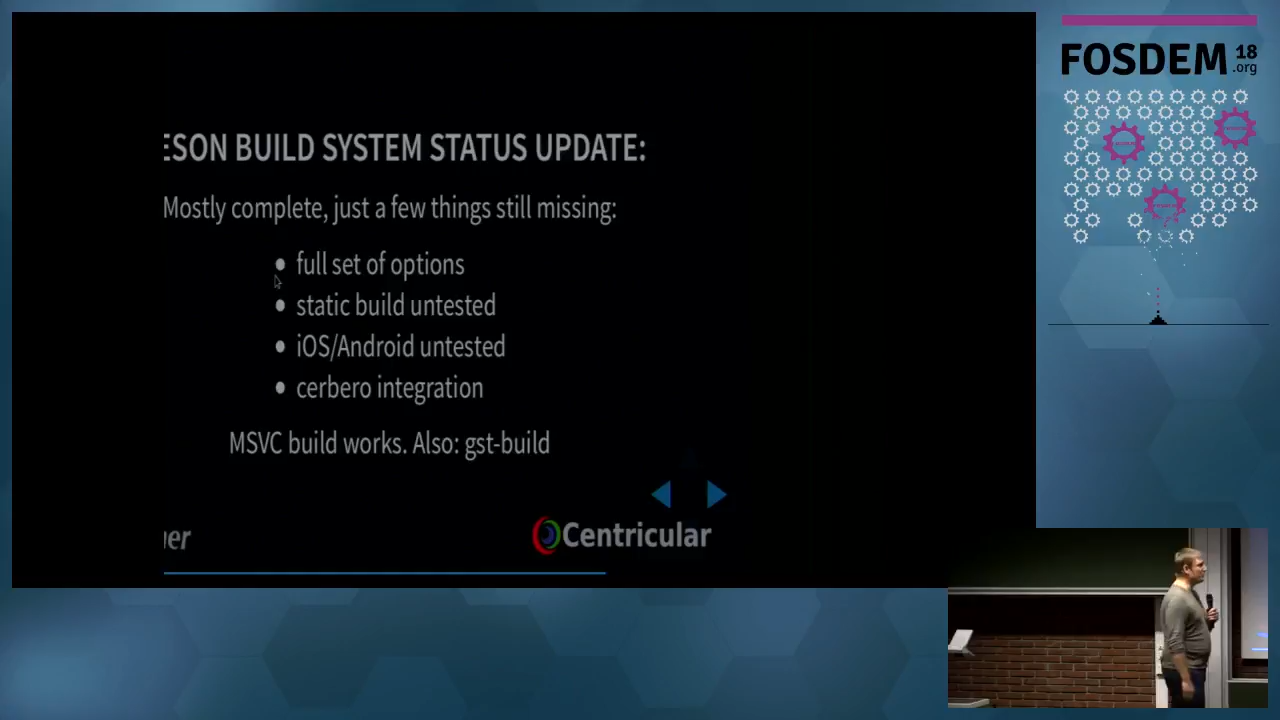 ESON BUILD SYSTEM STATUS UPDATE:
Mostly complete, just a few things still missing:
• full set of options
• static build untested
• iOS/Android untested
• cerbero integration
MSVC build works. Also: gst-build
er
Centricular
FOSDEM 18
.org